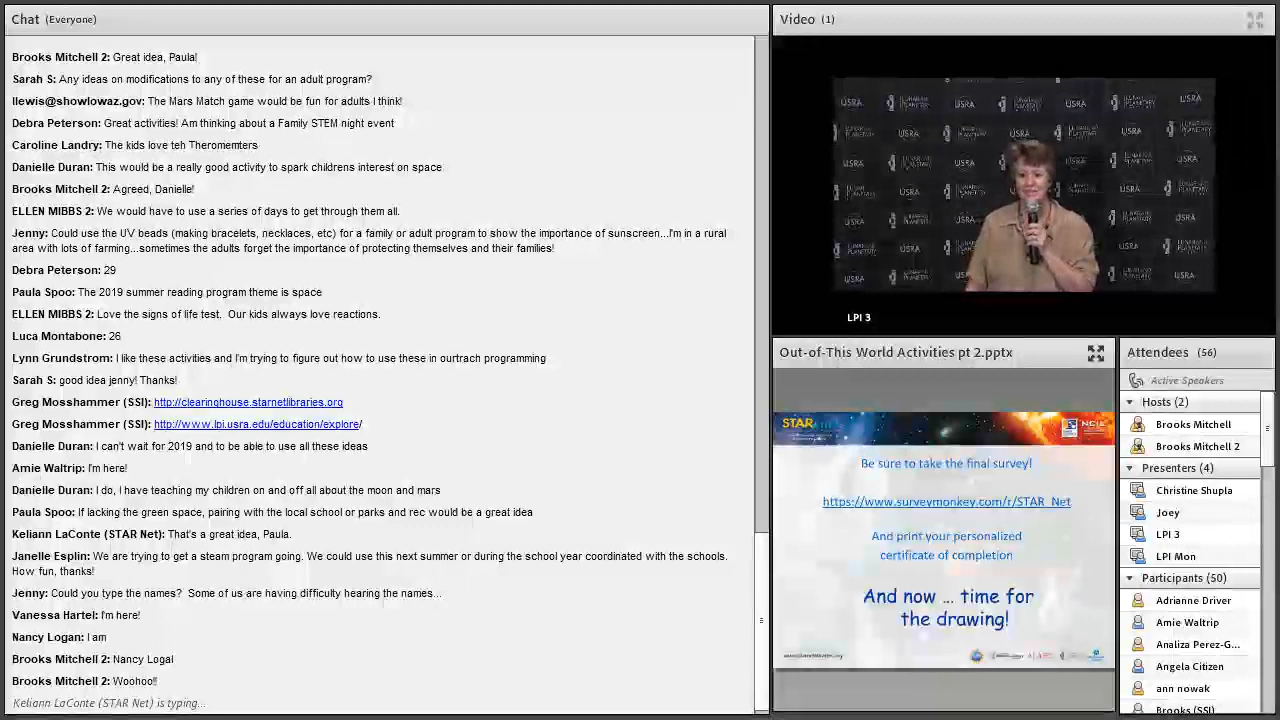 Chat (Everyone)
Brooks Mitchell 2: Great idea, Paula!
Sarah S: Any ideas on modifications to any of these for an adult program?
llewis@showlowaz.gov: The Mars Match game would be fun for adults I think!
Debra Peterson: Great activities! Am thinking about a Family STEM night event
Caroline Landry: The kids love teh Theromemters
Danielle Duran: This would be a really good activity to spark childrens interest on space
Brooks Mitchell 2: Agreed, Danielle!
ELLEN MIBBS 2: We would have to use a series of days to get through them all.
Jenny: Could use the UV beads (making bracelets, necklaces, etc) for a family or adult program to show the importance of sunscreen...I'm in a rural
area with lots of farming...sometimes the adults forget the importance of protecting themselves and their families!
Debra Peterson: 29
Paula Spoo: The 2019 summer reading program theme is space
ELLEN MIBBS 2: Love the signs of life test. Our kids always love reactions.
Luca Montabone: 26
Lynn Grundstrom: I like these activities and I'm trying to figure out how to use these in ourtrach programming
Sarah S: good idea jenny! Thanks!
Greg Mosshammer (SSI): http://clearinghouse.starnetlibraries.org
Greg Mosshammer (SSI): http://www.lpi.usra.edu/education/explore/
Danielle Duran: can't wait for 2019 and to be able to use all these ideas
Amie Waltrip: I'm here!
Danielle Duran: I do, I have teaching my children on and off all about the moon and mars
Paula Spoo: If lacking the green space, pairing with the local school or parks and rec would be a great idea
Keliann LaConte (STAR Net): That's a great idea, Paula.
Janelle Esplin: We are trying to get a steam program going. We could use this next summer or during the school year coordinated with the schools.
How fun, thanks!
Jenny: Could you type the names? Some of us are having difficulty hearing the names...
Vanessa Hartel: I'm here!
Nancy Logan: I am
Brooks Mitchell 2: Nancy Logal
Brooks Mitchell 2: Woohoo!!
Keliann LaConte (STAR Net) is typing...
Video (1)
USRA
LUNAR AND PLANETARY
LPI 3
Out-of-This World Activities pt 2.pptx
STAR
Be sure to take the final survey!
https://www.surveymonkey.com/r/STAR_Net
And print your personalized
certificate of completion
And now ... time for
the drawing!
Attendees (56)
Active Speakers
Hosts (2)
Brooks Mitchell
Brooks Mitchell 2
Presenters (4)
Christine Shupla
Joey
LPI 3
LPI Mon
Participants (50)
Adrianne Driver
Amie Waltrip
Analiza Perez-G...
Angela Citizen
ann nowak
Brooks (SSI)